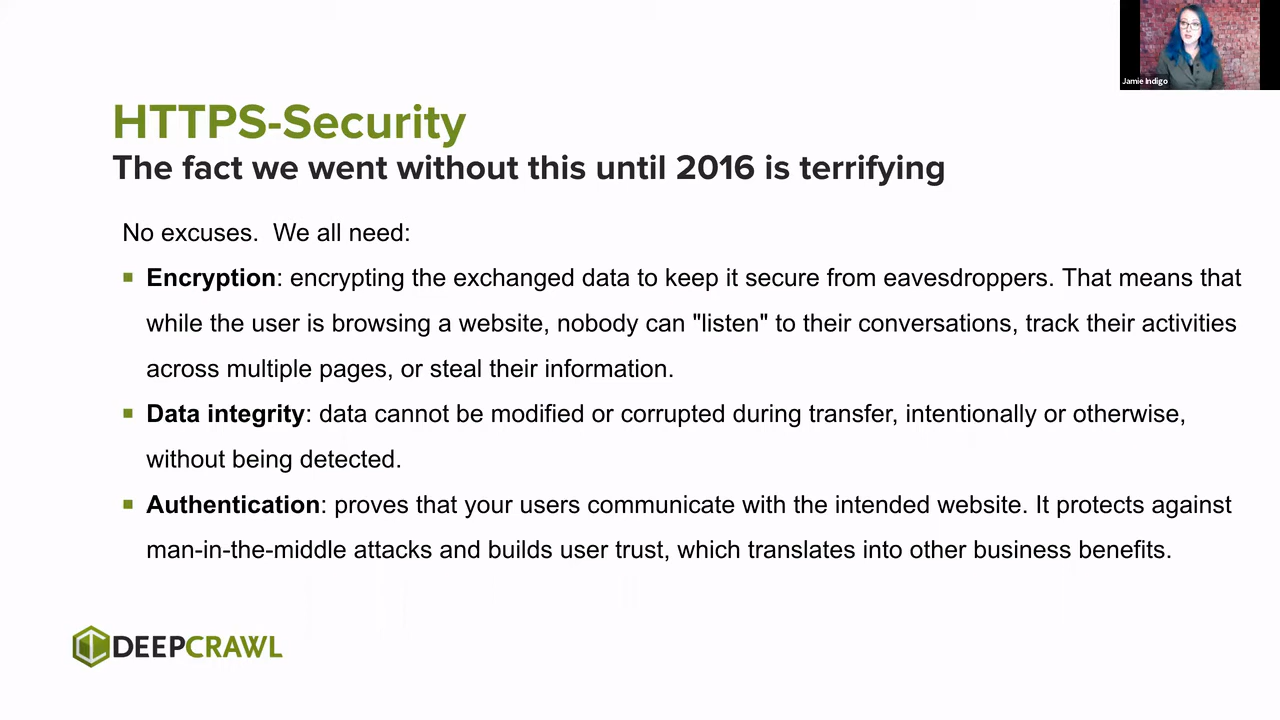 Jamie Indigo
HTTPS-Security
The fact we went without this until 2016 is terrifying
No excuses.  We all need:
Encryption: encrypting the exchanged data to keep it secure from eavesdroppers. That means that
while the user is browsing a website, nobody can "listen" to their conversations, track their activities
across multiple pages, or steal their information.
Data integrity: data cannot be modified or corrupted during transfer, intentionally or otherwise,
without being detected.
Authentication: proves that your users communicate with the intended website. It protects against
man-in-the-middle attacks and builds user trust, which translates into other business benefits.
DEEPCRAWL